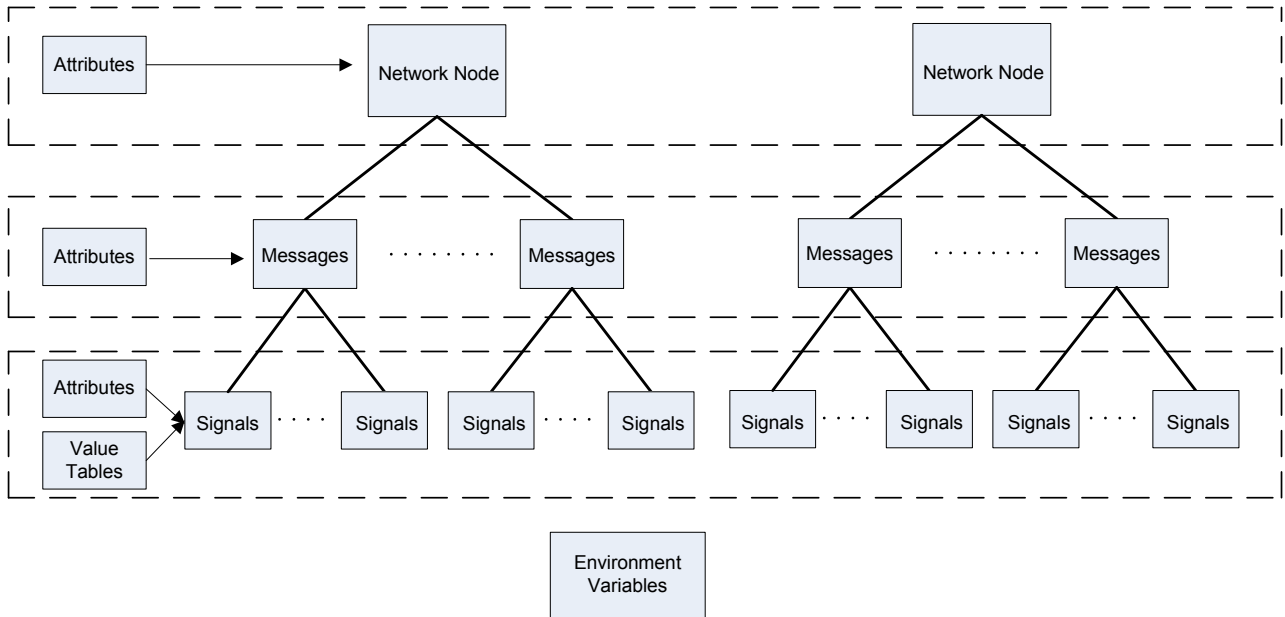 Attributes
Network Node
Network Node
Attributes
Messages
Messages
Messages
Messages
Attributes
Value
Tables
Signals
Signals
Signals
Signals
Signals
Signals
Signals
Signals
Environment
Variables